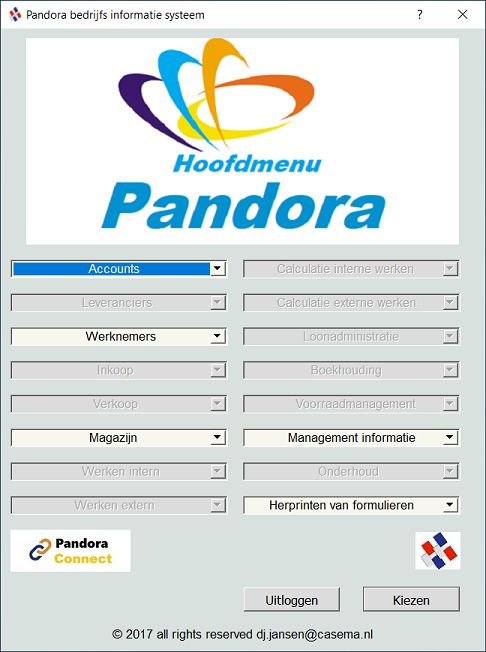 Pandora bedrijfs informatie systeem
Hoofdmenu
Pandora
Accounts
Calculatie interne werken
Leveranciers
Calculatie externe werken
Werknemers
Loonadministratie
Inkoop
Boekhouding
Verkoop
Voorraadmanagement
Magazijn
Management informatie
Werken intern
Onderhoud
Werken extern
Herprinten van formulieren
Pandora
Connect
Uitloggen
Kiezen
© 2017 all rights reserved dj.jansen@casema.nl